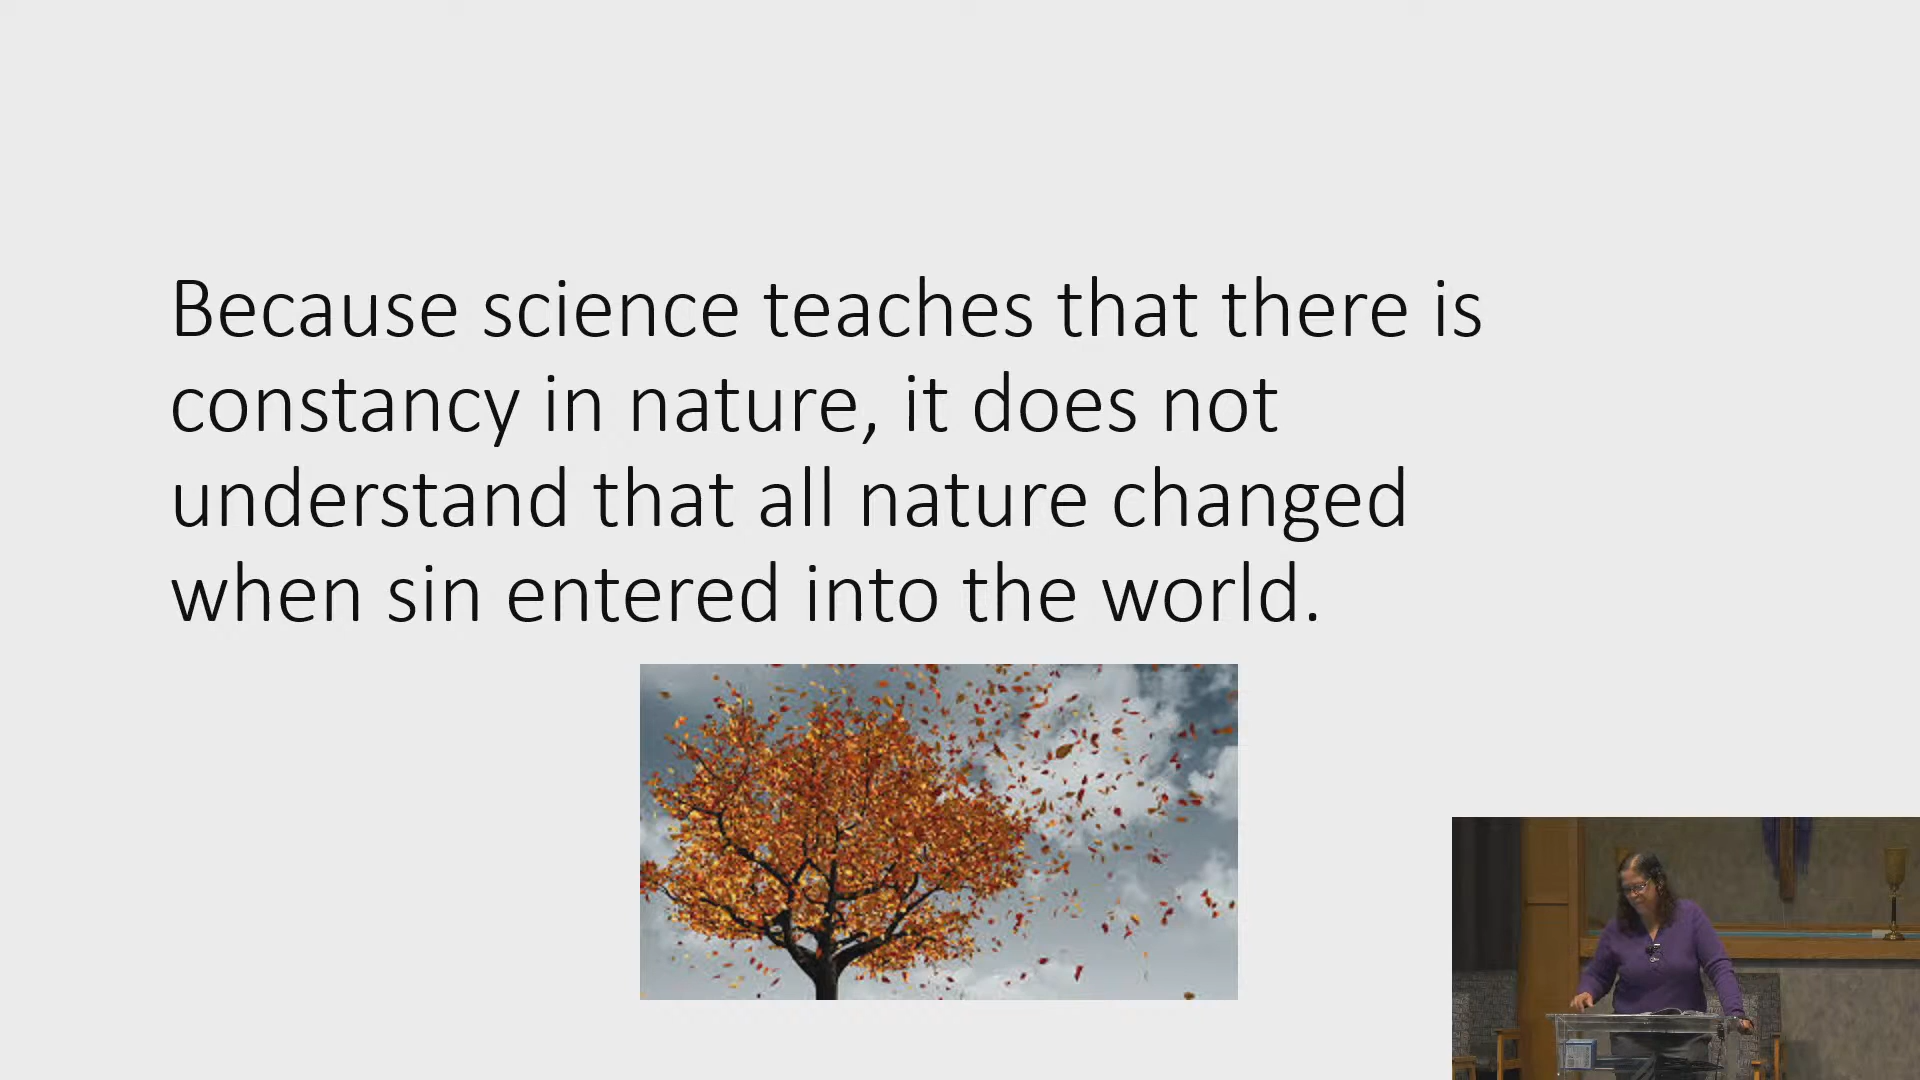 Because science teaches that there is
constancy in nature, it does not
understand that all nature changed
when sin entered into the world.